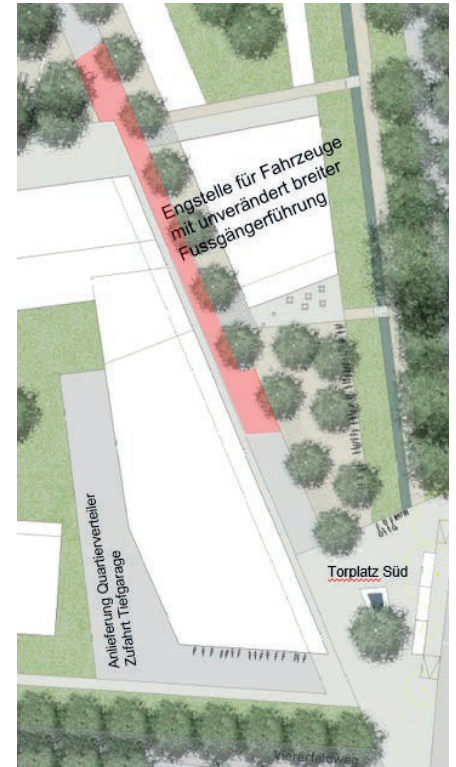 Engstelle für Fahrzeuge
mit unverändert breiter
Fussgängerführung
Anlieferung Quartierverteiler
Zufahrt Tiefgarage
Torplatz Süd
Viererfeldweg